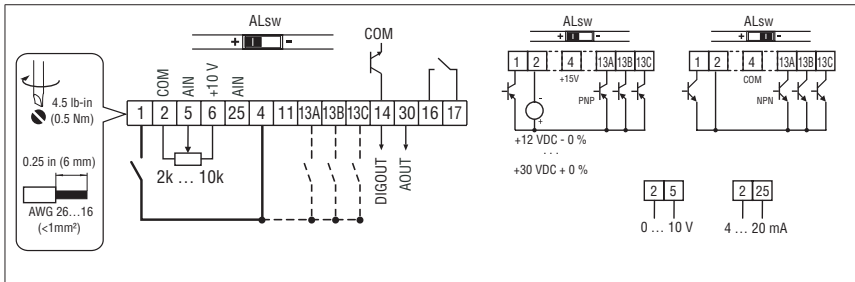 ALsw
+ -
4.5 lb-in
(0.5 Nm)
0.25 in (6 mm)
AWG 26...16
(<1mm²)
COM
AIN
+10 V
AIN
COM
1 2 5 6 25 4 11 13A 13B 13C 14 30 16 17
2k ... 10k
DIGOUT
AOUT
ALsw
+ -
1 2 4 13A 13B 13C
+15V
PNP
-
+
+12 VDC - 0 %
...
+30 VDC + 0 %
ALsw
+ -
1 2 4 13A 13B 13C
COM
NPN
2 5
0 ... 10 V
2 25
4 ... 20 mA